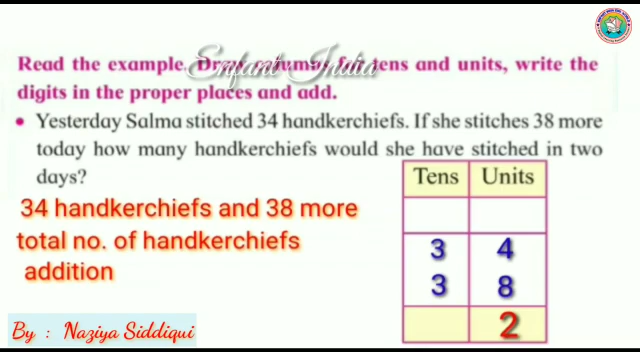 Read the example. Draw columns for tens and units, write the
Enfant India
digits in the proper places and add.
• Yesterday Salma stitched 34 handkerchiefs. If she stitches 38 more
today how many handkerchiefs would she have stitched in two
days?
Tens Units
34 handkerchiefs and 38 more
total no. of handkerchiefs
addition
3 4
3 8
2
By : Naziya Siddiqui